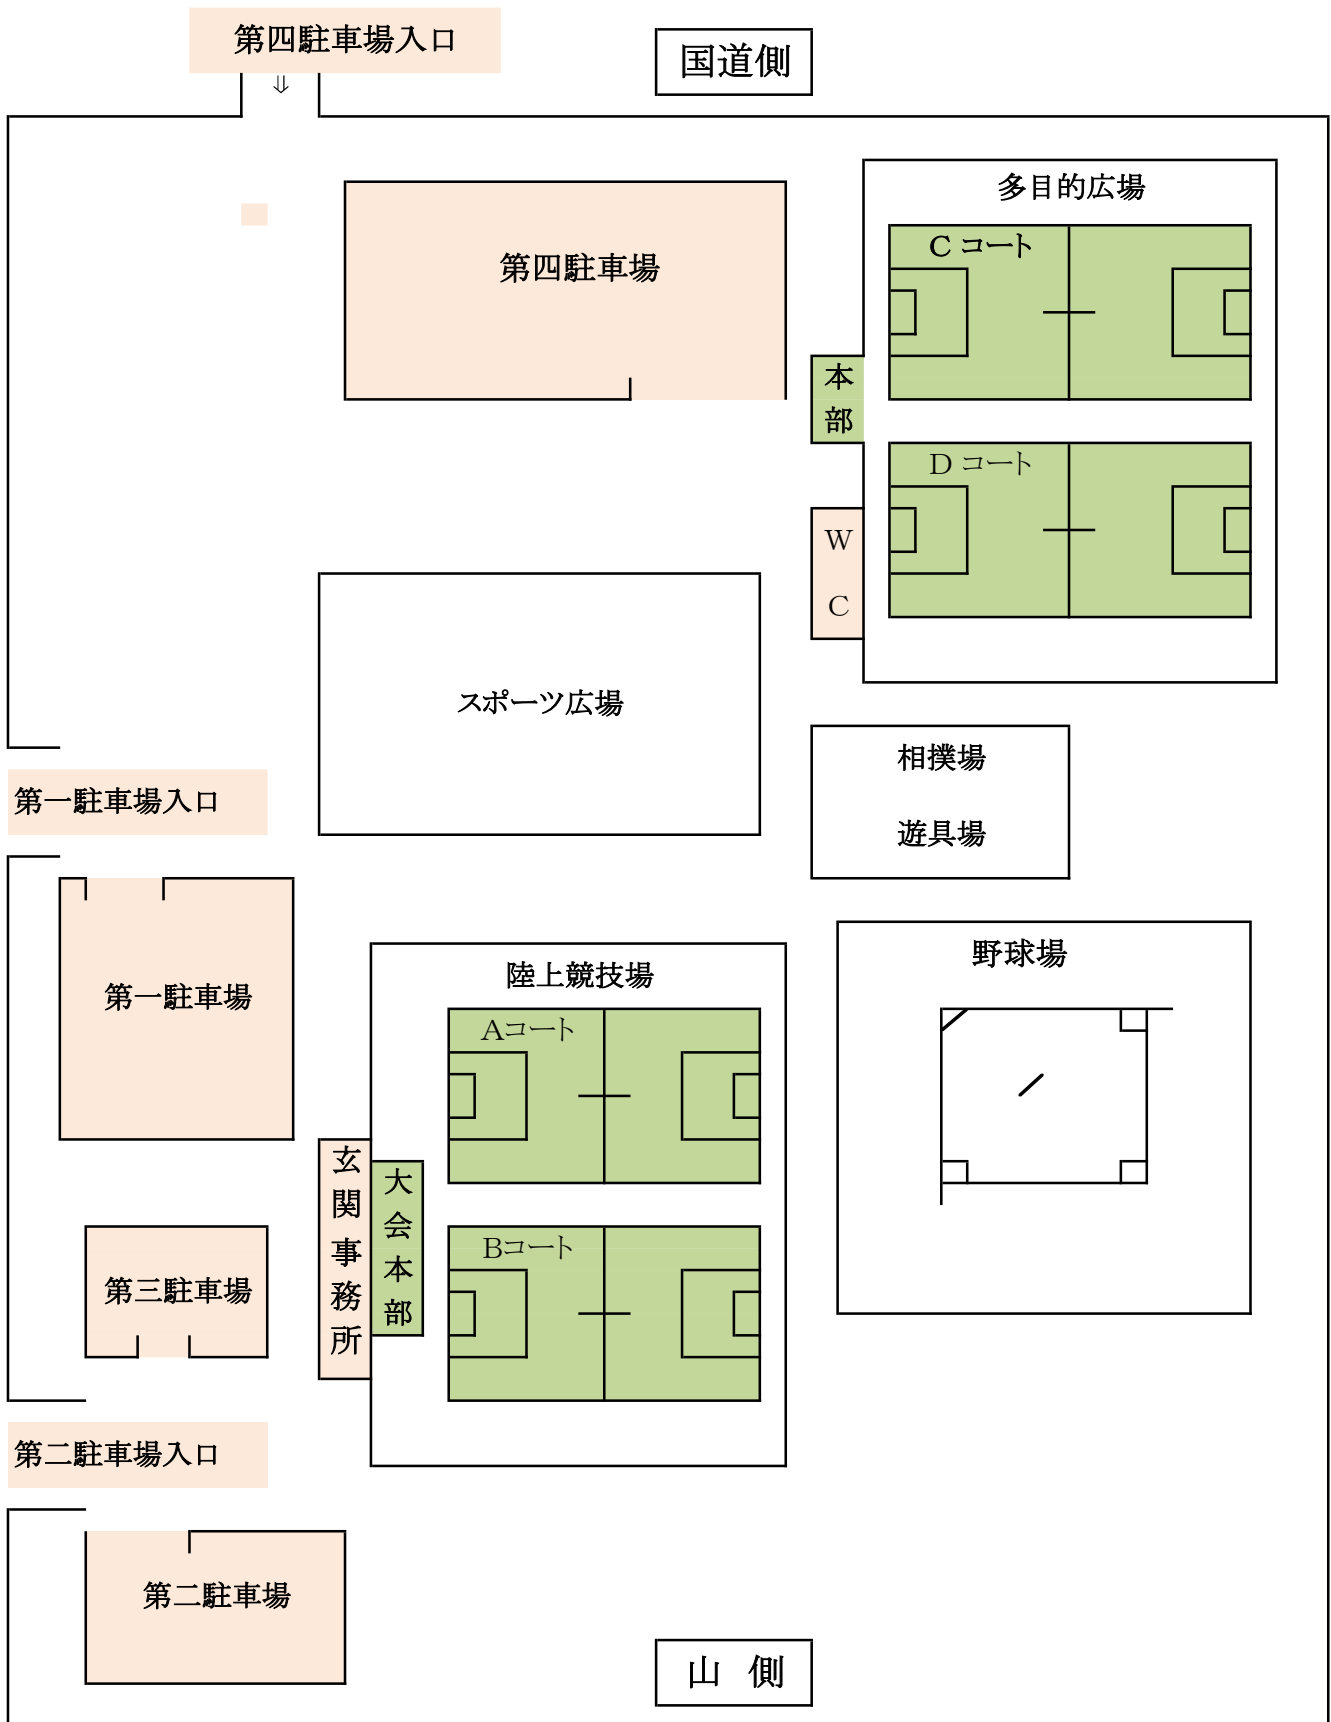 第四駐車場入口
⇓
国道側
多目的広場
C コート
第四駐車場
本
部
D コート
W
C
スポーツ広場
相撲場
遊具場
第一駐車場入口
第一駐車場
陸上競技場
Aコート
野球場
玄
関
事
務
所
大
会
本
部
Bコート
第三駐車場
第二駐車場入口
第二駐車場
山 側